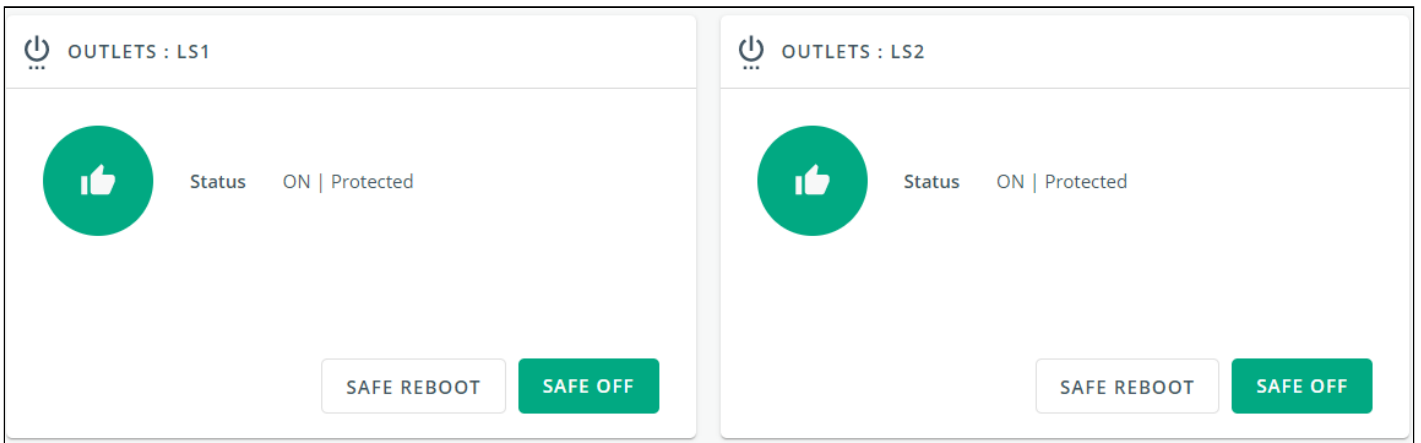 OUTLETS : LS1
Status ON | Protected
SAFE REBOOT SAFE OFF
OUTLETS : LS2
Status ON | Protected
SAFE REBOOT SAFE OFF